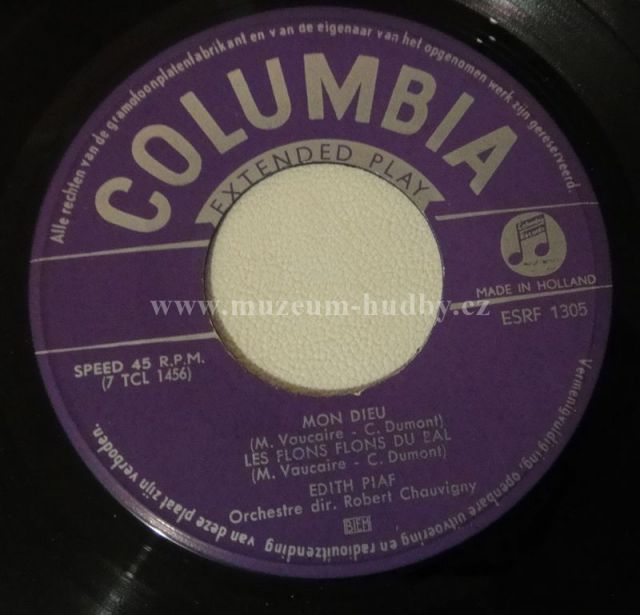 Alle rechten van de gramofoonplatenfabrikant en van de eigenaar van het opgenomen werk zijn gereserveerd.
COLUMBIA
EXTENDED PLAY
Columbia
Records
MADE IN HOLLAND
www.muzeum-hudby.cz
ESRF 1305
SPEED 45 R.P.M.
(7 TCL 1456)
MON DIEU
(M. Vaucaire - C. Dumont)
LES FLONS FLONS DU BAL
(M. Vaucaire - C. Dumont)
EDITH PIAF
Orchestre dir. Robert Chauvigny
BIEM
Vermenigvuldiging, openbare uitvoering en radiouitzending van deze plaat zijn verboden.